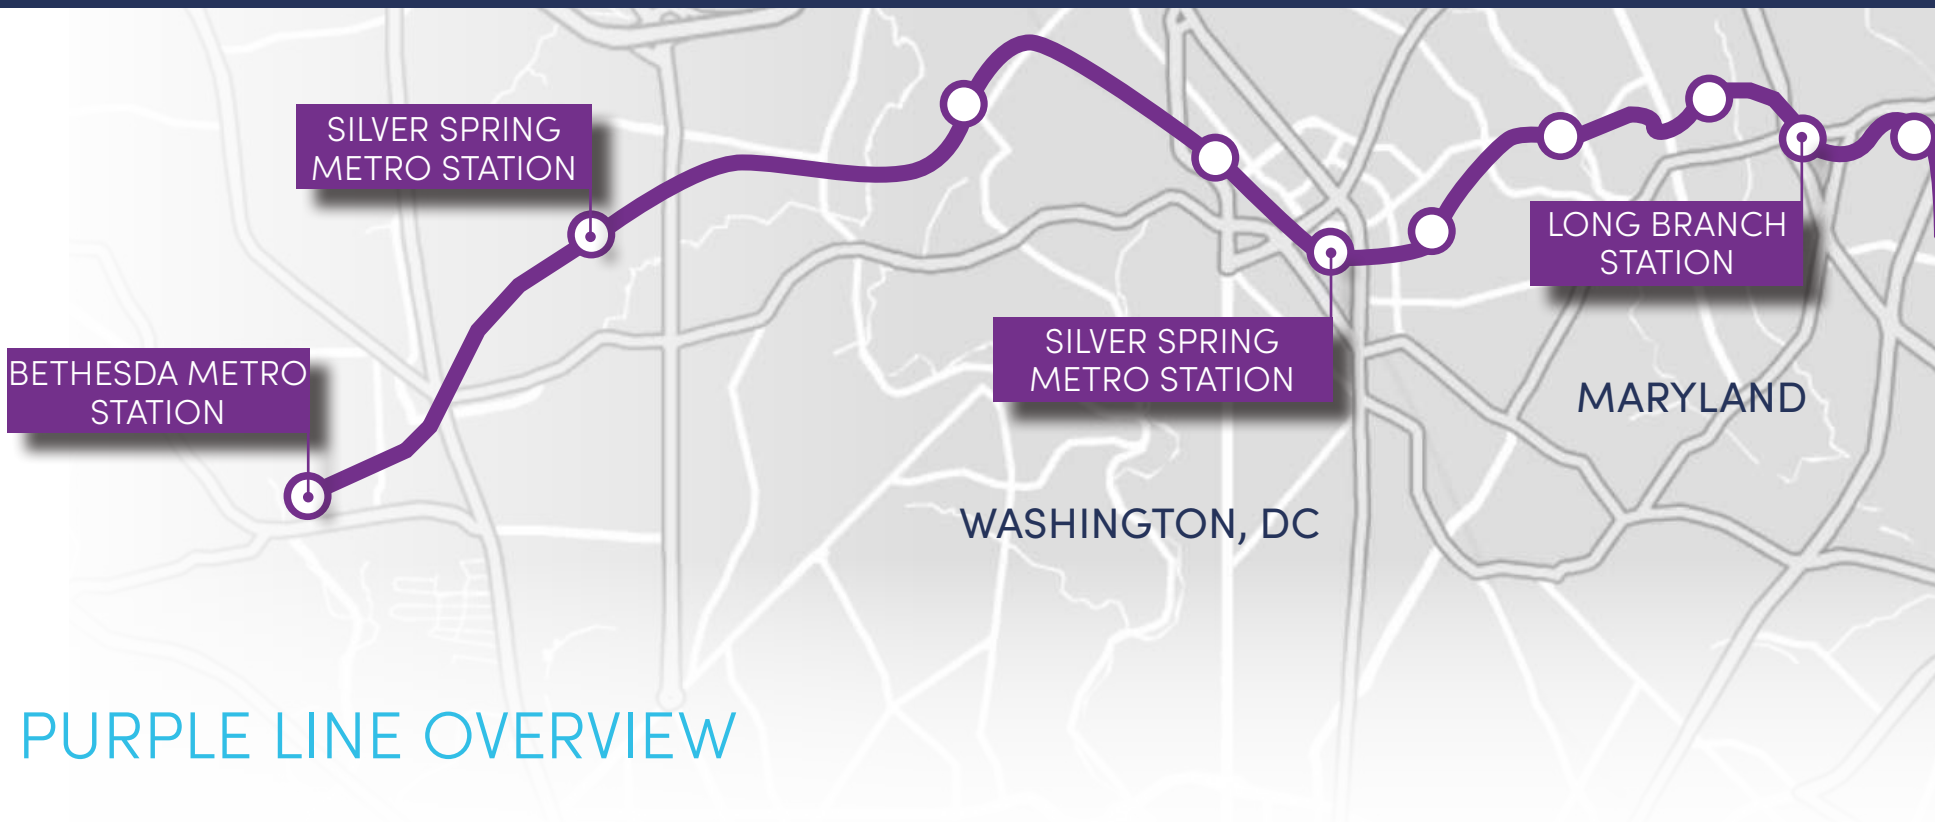 SILVER SPRING
METRO STATION
BETHESDA METRO
STATION
SILVER SPRING
METRO STATION
LONG BRANCH
STATION
MARYLAND
WASHINGTON, DC
PURPLE LINE OVERVIEW